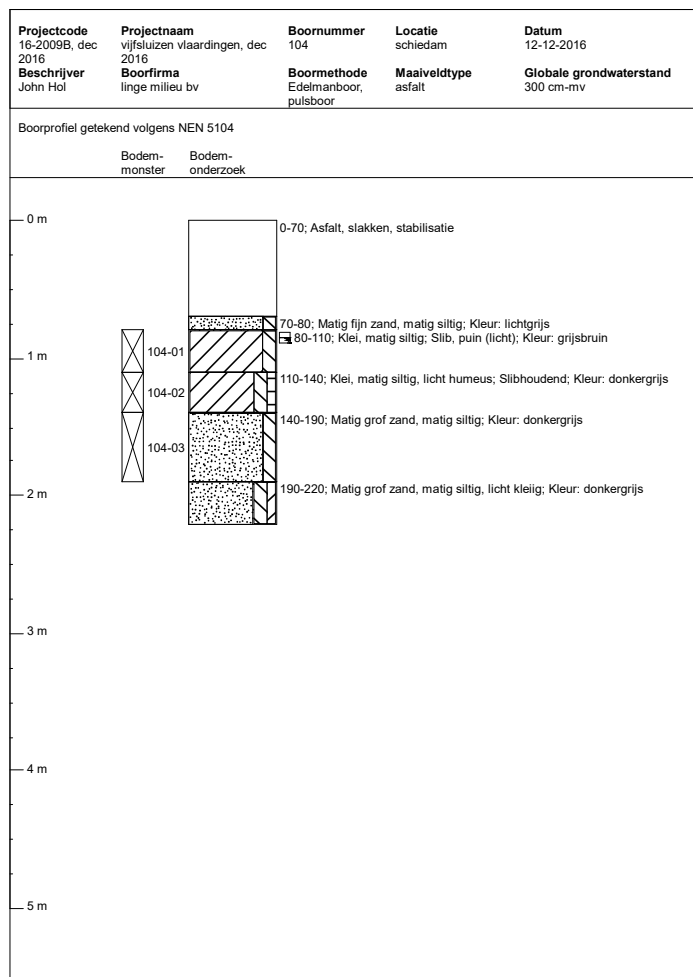 Projectcode Projectnaam Boornummer Locatie Datum
16-2009B, dec vijfsluizen vlaardingen, dec 104 schiedam 12-12-2016
2016 2016
Beschrijver Boorfirma Boormethode Maaiveldtype Globale grondwaterstand
John Hol linge milieu bv Edelmanboor, asfalt 300 cm-mv
pulsboor
Boorprofiel getekend volgens NEN 5104
Bodem- Bodem-
monster onderzoek
0 m
0-70; Asfalt, slakken, stabilisatie
70-80; Matig fijn zand, matig siltig; Kleur: lichtgrijs
80-110; Klei, matig siltig; Slib, puin (licht); Kleur: grijsbruin
104-01
1 m
110-140; Klei, matig siltig, licht humeus; Slibhoudend; Kleur: donkergrijs
104-02
140-190; Matig grof zand, matig siltig; Kleur: donkergrijs
104-03
190-220; Matig grof zand, matig siltig, licht kleiig; Kleur: donkergrijs
2 m
3 m
4 m
5 m